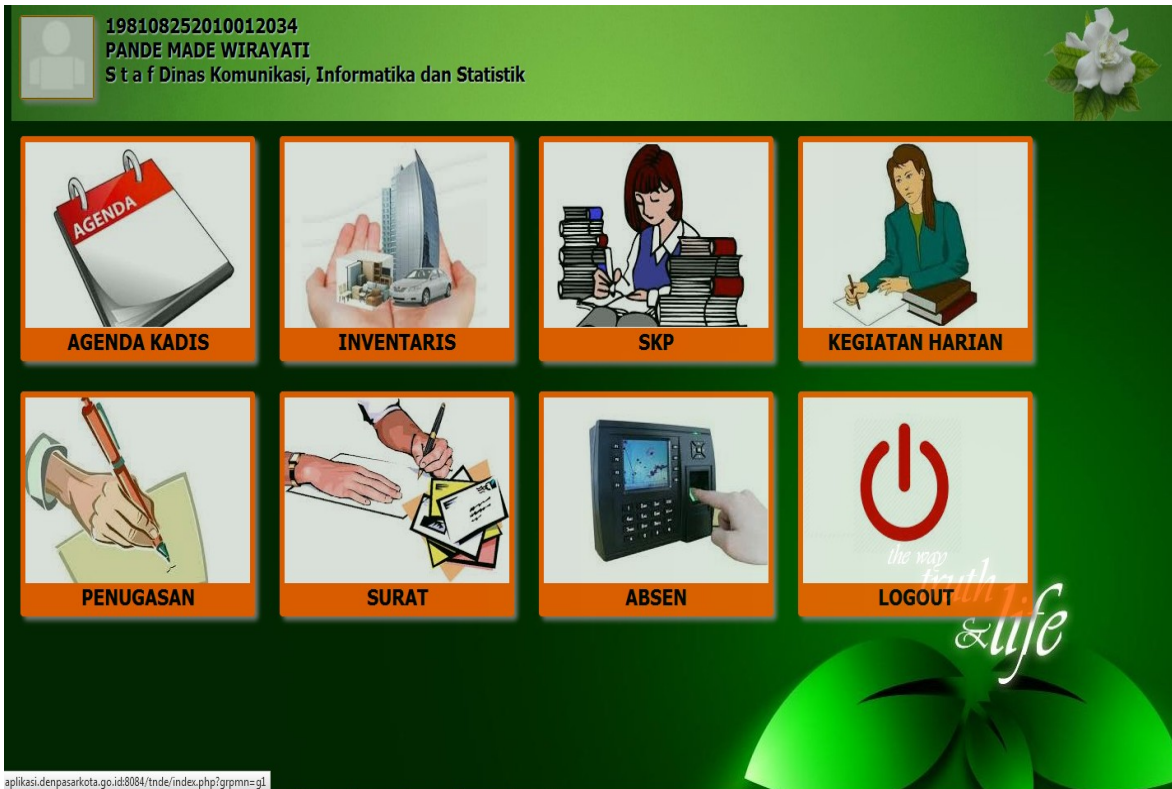 198108252010012034
PANDE MADE WIRAYATI
S t a f Dinas Komunikasi, Informatika dan Statistik
AGENDA
AGENDA KADIS
INVENTARIS
SKP
KEGIATAN HARIAN
PENUGASAN
SURAT
ABSEN
LOGOUT
the way
truth
& life
aplikasi.denpasarkota.go.id:8084/tnde/index.php?grpmn=g1